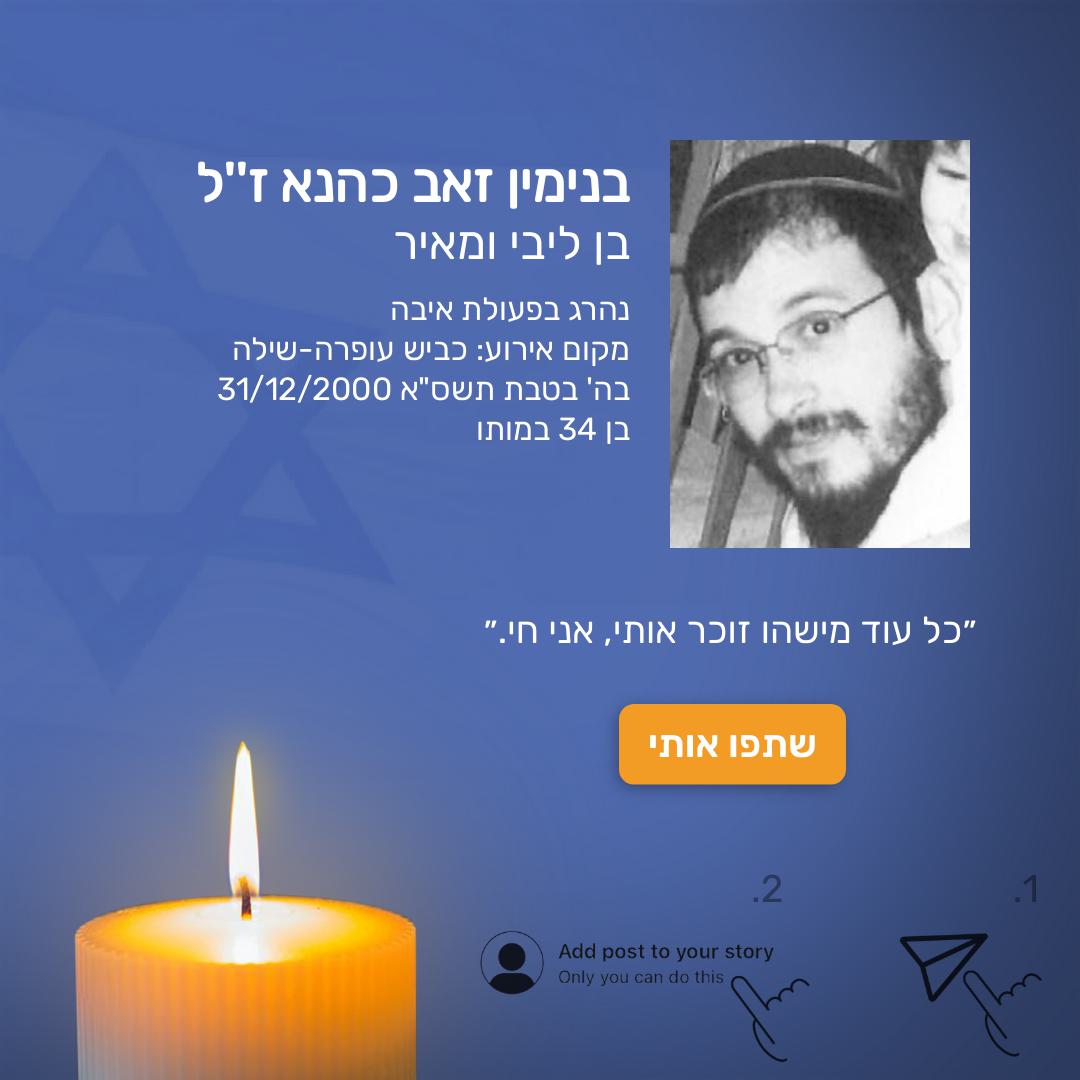 בנימין זאב כהנא ז"ל
בן ליבי ומאיר
נהרג בפעולת איבה
מקום אירוע: כביש עופרה-שילה
בה' בטבת תשס"א 31/12/2000
בן 34 במותו
״כל עוד מישהו זוכר אותי, אני חי.״
שתפו אותי
.1
.2
Add post to your story
Only you can do this